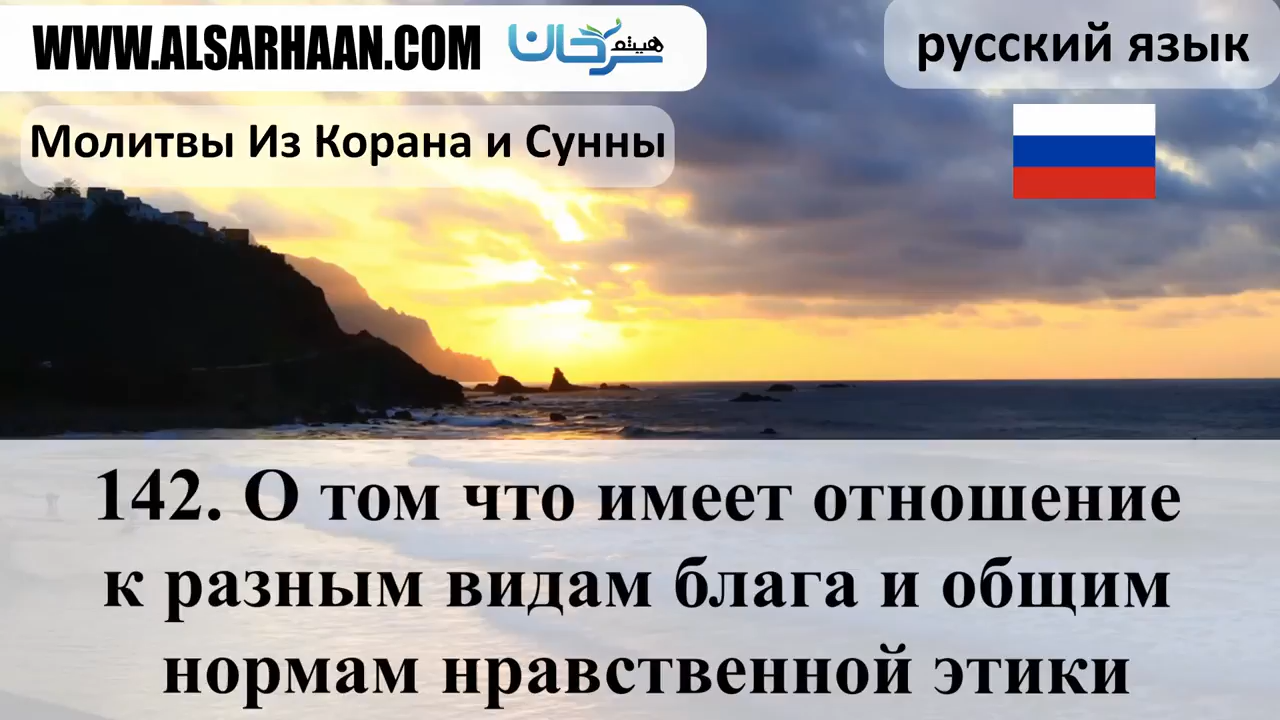 WWW.ALSARHAAN.COM
هيثم سرحان
русский язык
Молитвы Из Корана и Сунны
142. О том что имеет отношение
к разным видам блага и общим
нормам нравственной этики